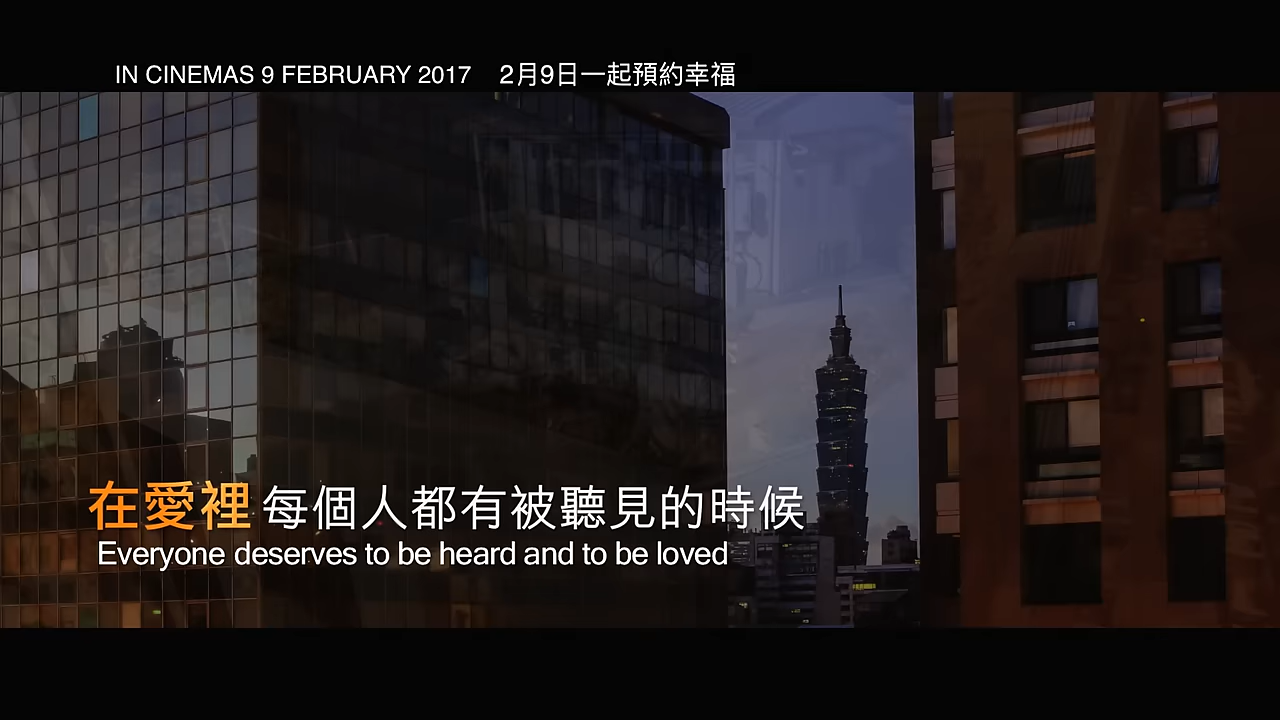 IN CINEMAS 9 FEBRUARY 2017 2月9日一起預約幸福
在愛裡 每個人都有被聽見的時候
Everyone deserves to be heard and to be loved